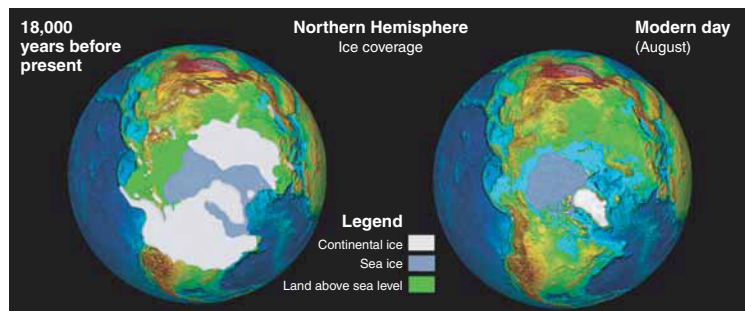 18,000
years before
present
Northern Hemisphere
Ice coverage
Modern day
(August)
Legend
Continental ice
Sea ice
Land above sea level